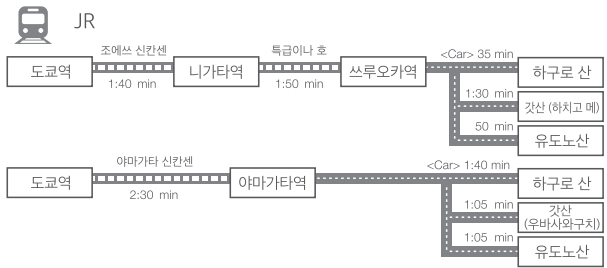 JR
조에쓰 신칸센
특급이나 호
<Car> 35 min
도쿄역
니가타역
쓰루오카역
하구로 산
1:40 min
1:50 min
1:30 min
갓산 (하치고 메)
50 min
유도노산
야마가타 신칸센
<Car> 1:40 min
도쿄역
야마가타역
하구로 산
2:30 min
1:05 min
갓산
(우바사와구치)
1:05 min
유도노산